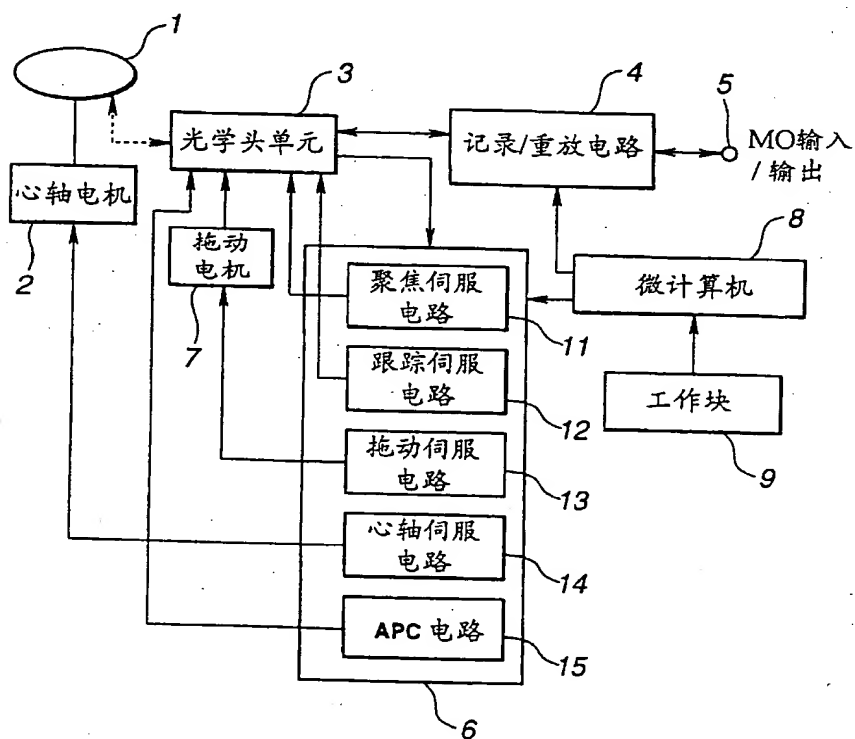 1
3
4
5
光学头单元
记录/重放电路
MO输入
/输出
心轴电机
2
拖动
电机
7
8
微计算机
聚焦伺服
电路
11
跟踪伺服
电路
12
工作块
9
拖动伺服
电路
13
心轴伺服
电路
14
APC 电路
15
6